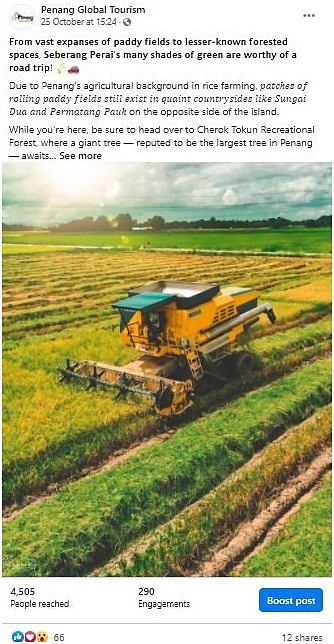 Penang Global Tourism
25 October at 15:24 ·
From vast expanses of paddy fields to lesser-known forested
spaces, Seberang Perai's many shades of green are worthy of a
road trip! 🌾🚗
Due to Penang's agricultural background in rice farming, patches of
rolling paddy fields still exist in quaint countrysides like Sungai
Dua and Permatang Pauh on the opposite side of the island.
While you're here, be sure to head over to Cherok Tokun Recreational
Forest, where a giant tree — reputed to be the largest tree in Penang
— awaits... See more
4,505
People reached
290
Engagements
Boost post
66
12 shares